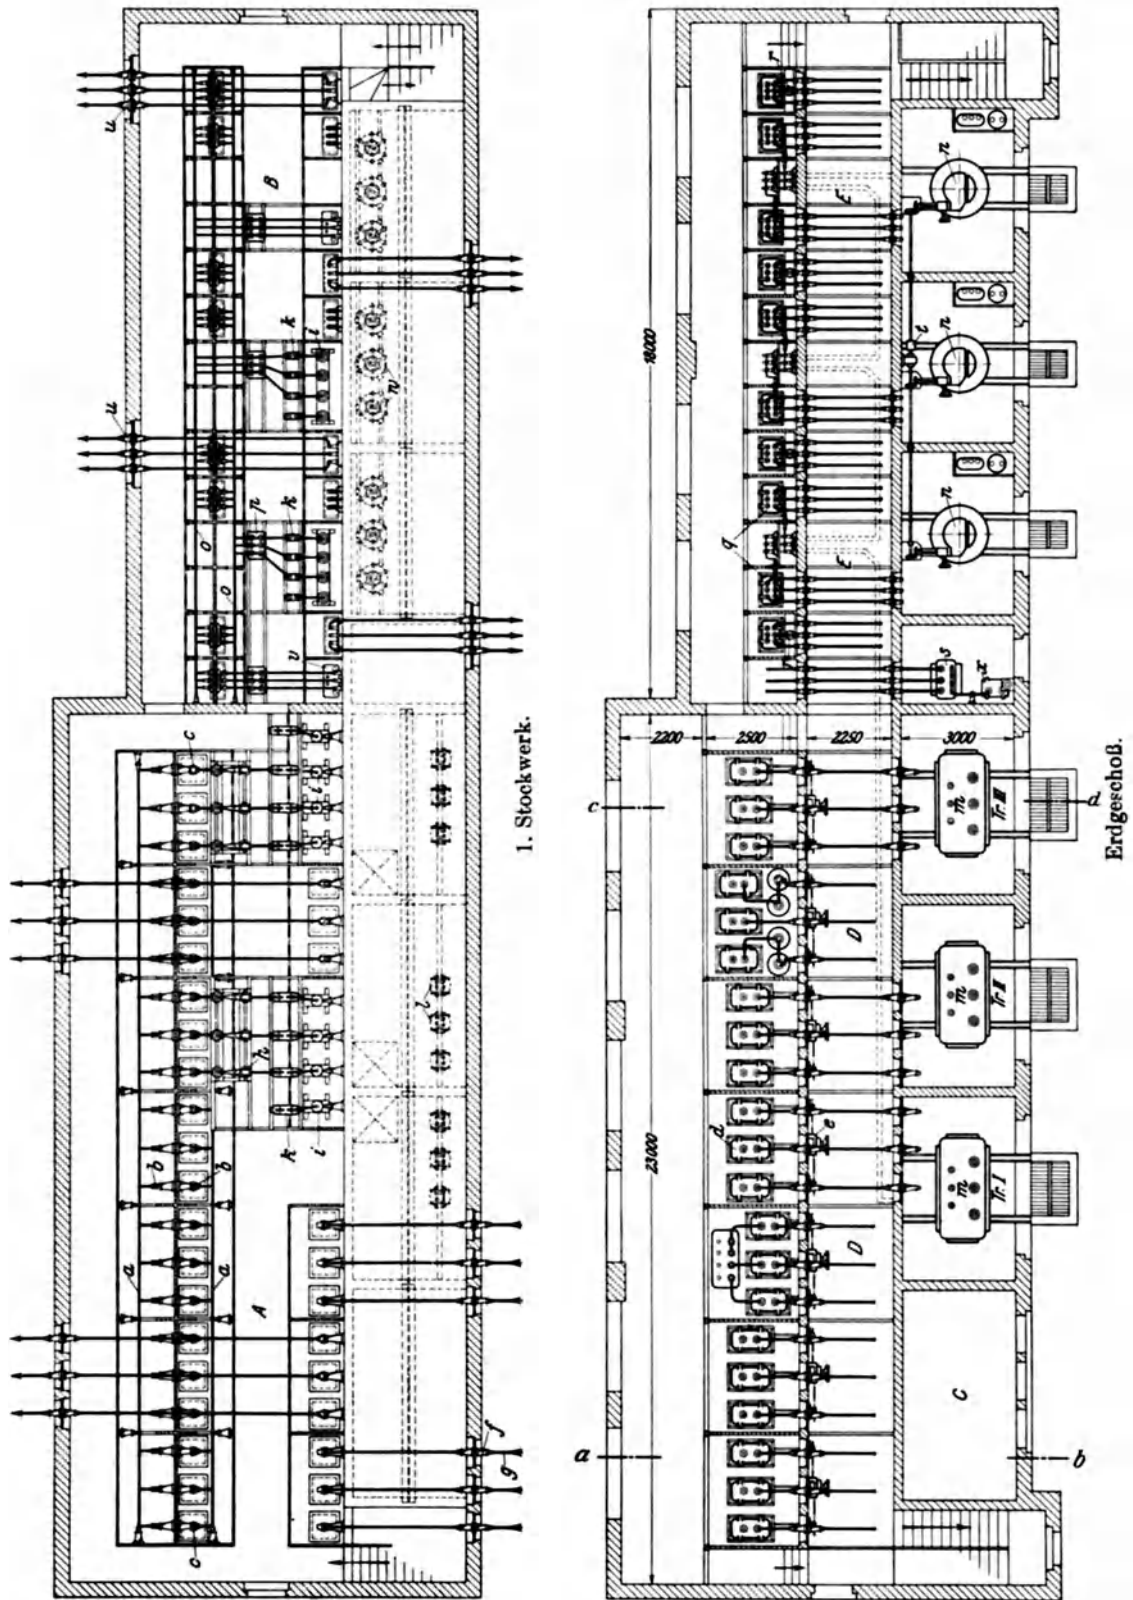 u
B
k
i
w
u
p
k
o
o
v
c
i
h
l
k
i
b
b
a
a
A
f
g
c
1. Stockwerk.
r
E
n
18000
t
n
q
E
n
s
x
2200
2500
2250
3000
c
d
m
Tr. III
D
m
Tr. II
23000
d
e
m
Tr. I
D
C
a
b
Erdgeschoß.